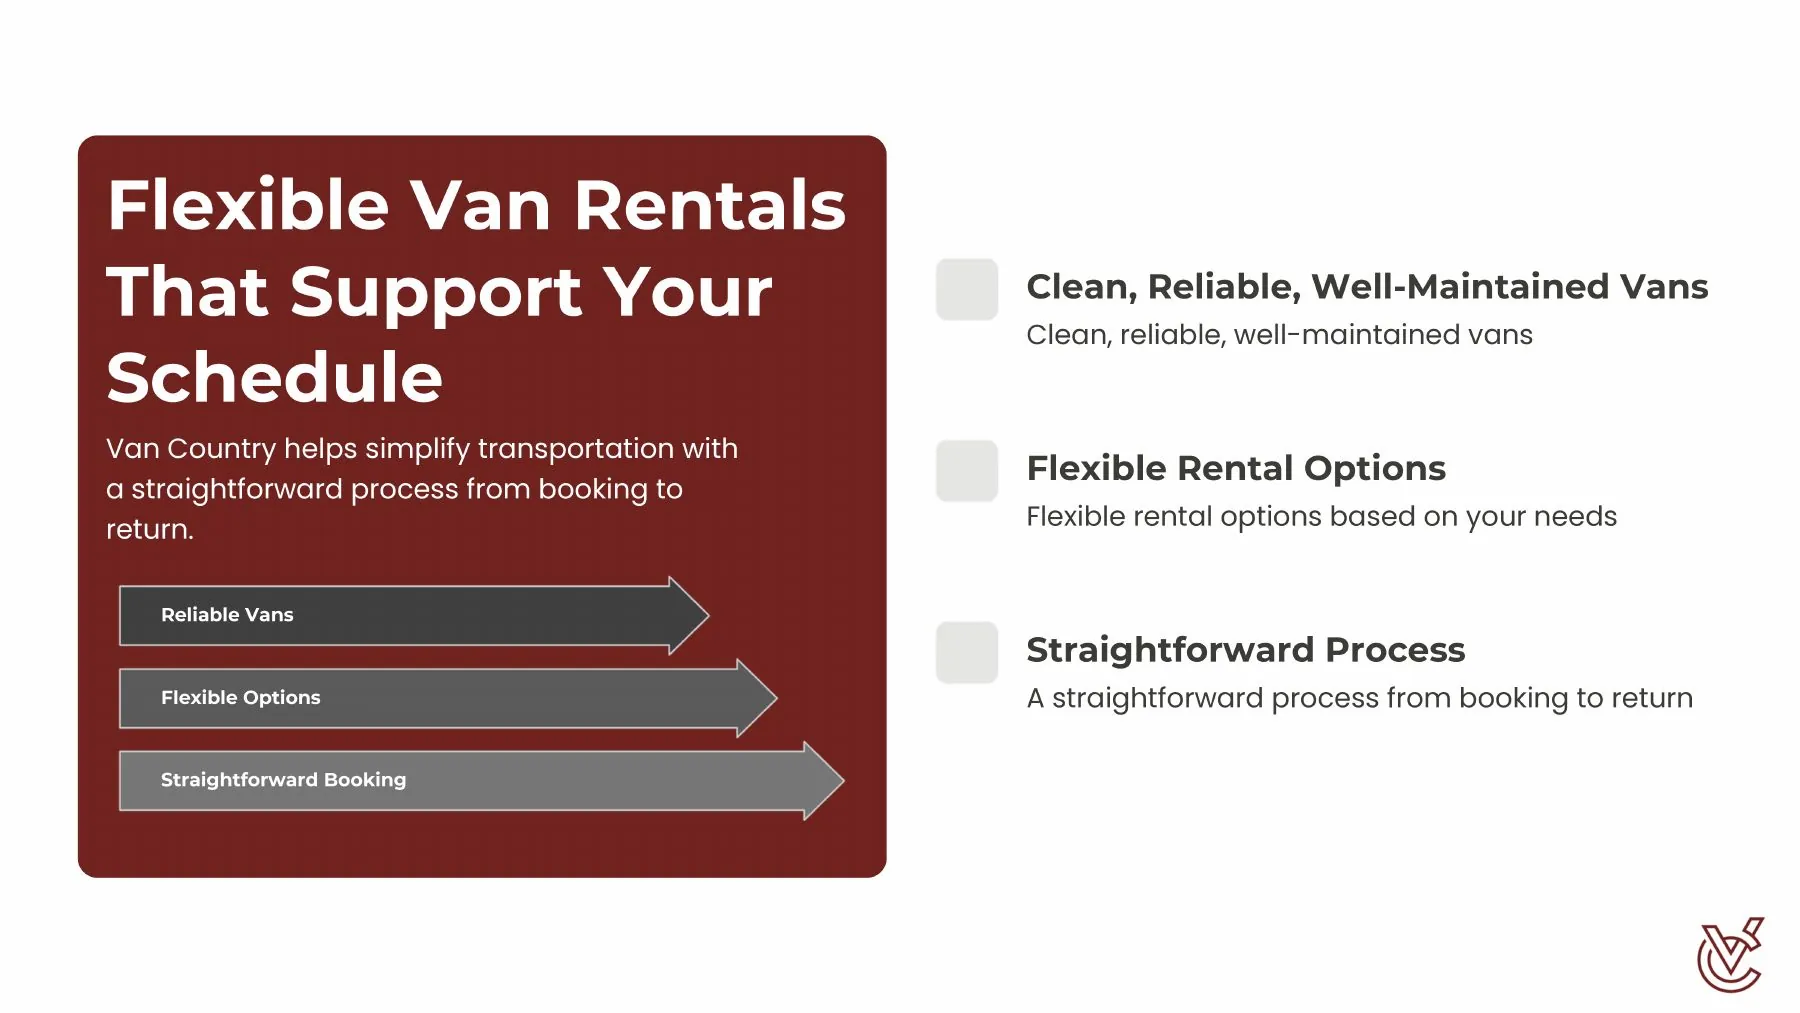 Flexible Van Rentals
That Support Your
Schedule
Van Country helps simplify transportation with
a straightforward process from booking to
return.
Reliable Vans
Flexible Options
Straightforward Booking
Clean, Reliable, Well-Maintained Vans
Clean, reliable, well-maintained vans
Flexible Rental Options
Flexible rental options based on your needs
Straightforward Process
A straightforward process from booking to return